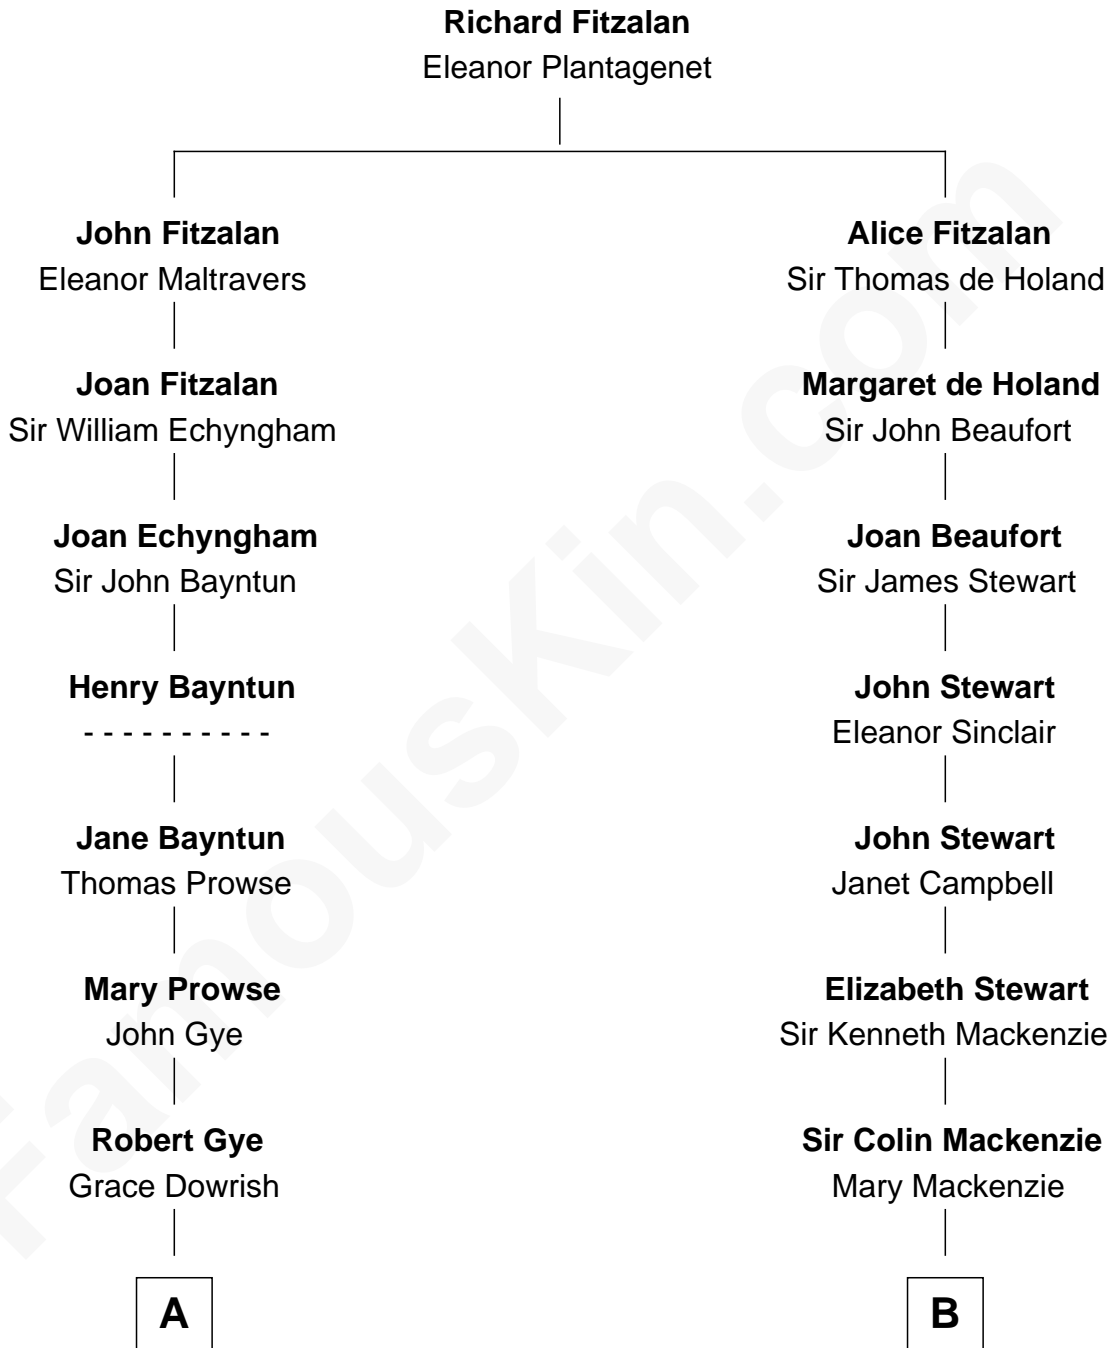 Richard Fitzalan
Eleanor Plantagenet
John Fitzalan
Eleanor Maltravers
Alice Fitzalan
Sir Thomas de Holand
Joan Fitzalan
Sir William Echyngham
Margaret de Holand
Sir John Beaufort
Joan Echyngham
Sir John Bayntun
Joan Beaufort
Sir James Stewart
Henry Bayntun
- - - - - - - - - -
John Stewart
Eleanor Sinclair
Jane Bayntun
Thomas Prowse
John Stewart
Janet Campbell
Mary Prowse
John Gye
Elizabeth Stewart
Sir Kenneth Mackenzie
Robert Gye
Grace Dowrish
Sir Colin Mackenzie
Mary Mackenzie
A
B
FamousKin.com